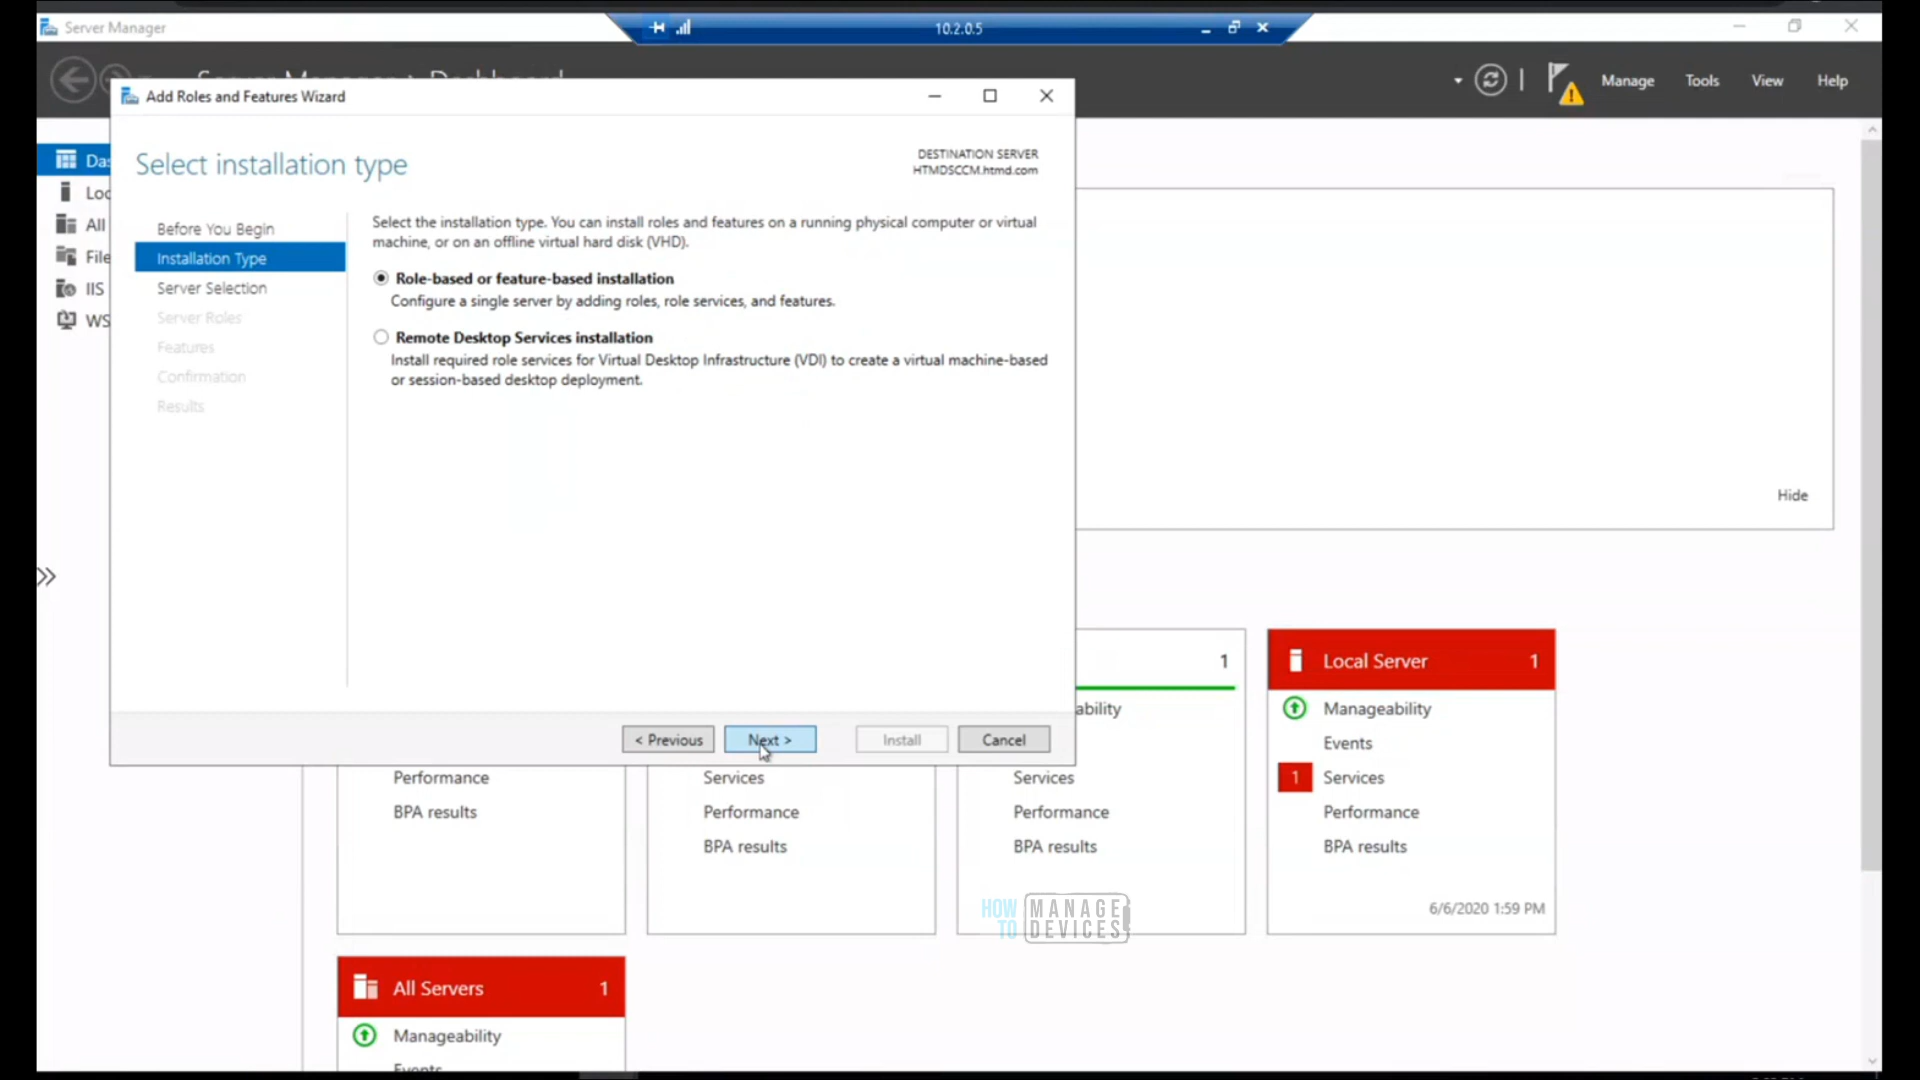 Server Manager
10.2.0.5
Manage
Tools
View
Help
Add Roles and Features Wizard
Select installation type
DESTINATION SERVER
HTMDSCCM.htmd.com
Before You Begin
Installation Type
Server Selection
Server Roles
Features
Confirmation
Results
Select the installation type. You can install roles and features on a running physical computer or virtual
machine, or on an offline virtual hard disk (VHD).
Role-based or feature-based installation
Configure a single server by adding roles, role services, and features.
Remote Desktop Services installation
Install required role services for Virtual Desktop Infrastructure (VDI) to create a virtual machine-based
or session-based desktop deployment.
< Previous
Next >
Install
Cancel
Das
Loc
All
File
IIS
WS
Hide
Performance
BPA results
Services
Performance
BPA results
1
ability
Services
Performance
BPA results
Local Server 1
Manageability
Events
1 Services
Performance
BPA results
6/6/2020 1:59 PM
HOW TO MANAGE DEVICES
All Servers 1
Manageability
Events